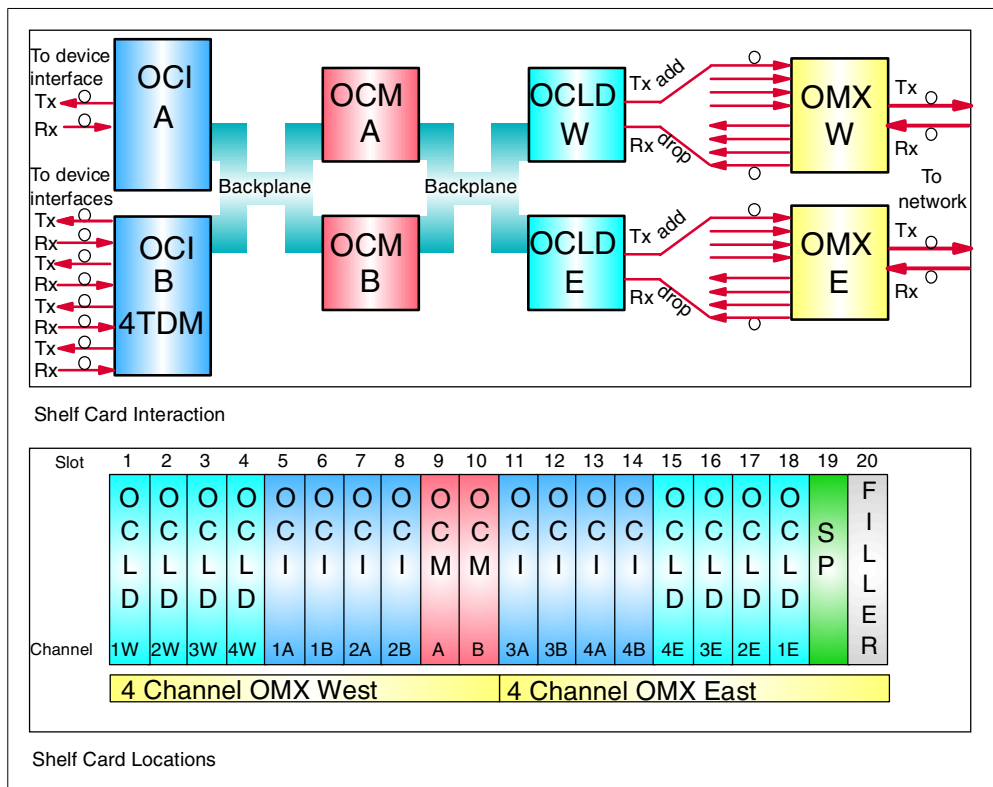 To device
interface
Tx
Rx
OCI
A
To device
interfaces
Tx
Rx
Tx
Rx
Tx
Rx
Tx
Rx
OCI
B
4TDM
Backplane
OCM
A
OCM
B
Backplane
OCLD
W
Tx add
Rx drop
OCLD
E
Tx add
Rx drop
OMX
W
Tx
Rx
To
network
OMX
E
Tx
Rx
Shelf Card Interaction
Slot 1 2 3 4 5 6 7 8 9 10 11 12 13 14 15 16 17 18 19 20
OCLD OCLD OCLD OCLD OCI OCI OCI OCI OCM OCM OCI OCI OCI OCI OCLD OCLD OCLD OCLD SP FILLER
Channel 1W 2W 3W 4W 1A 1B 2A 2B A B 3A 3B 4A 4B 4E 3E 2E 1E
4 Channel OMX West 4 Channel OMX East
Shelf Card Locations